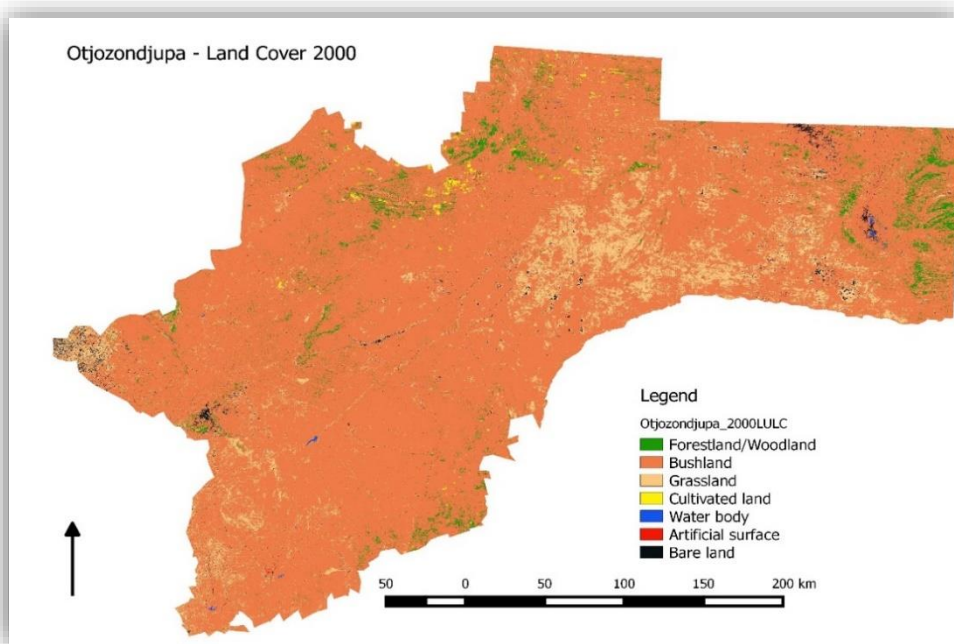 Otjozondjupa - Land Cover 2000
Legend
Otjozondjupa_2000LULC
Forestland/Woodland
Bushland
Grassland
Cultivated land
Water body
Artificial surface
Bare land
50 0 50 100 150 200 km